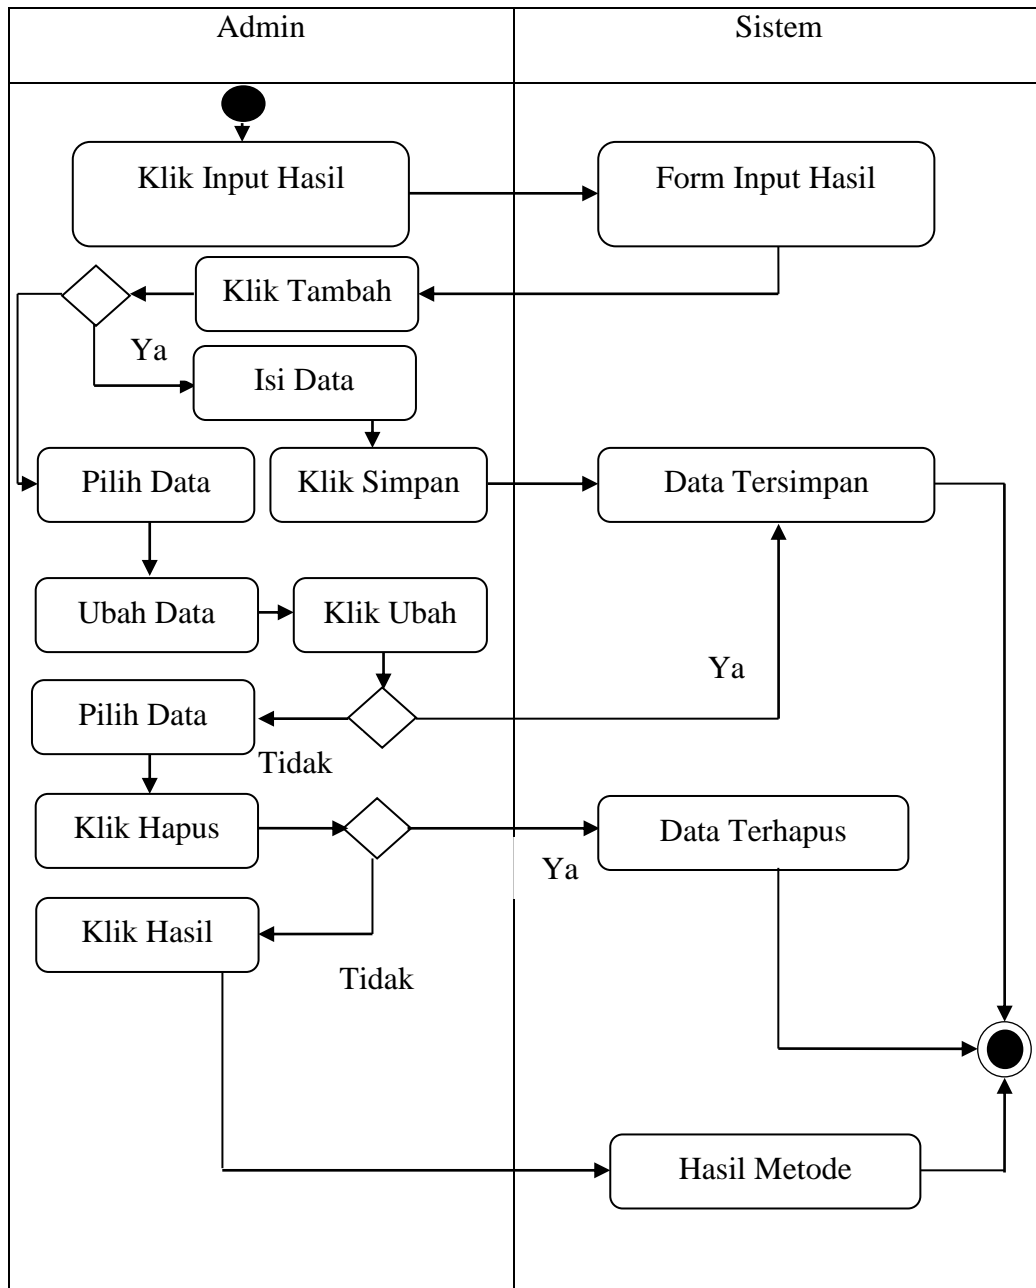 Admin
Sistem
Klik Input Hasil
Form Input Hasil
Klik Tambah
Ya
Isi Data
Pilih Data
Klik Simpan
Data Tersimpan
Ubah Data
Klik Ubah
Ya
Pilih Data
Tidak
Klik Hapus
Data Terhapus
Ya
Klik Hasil
Tidak
Hasil Metode